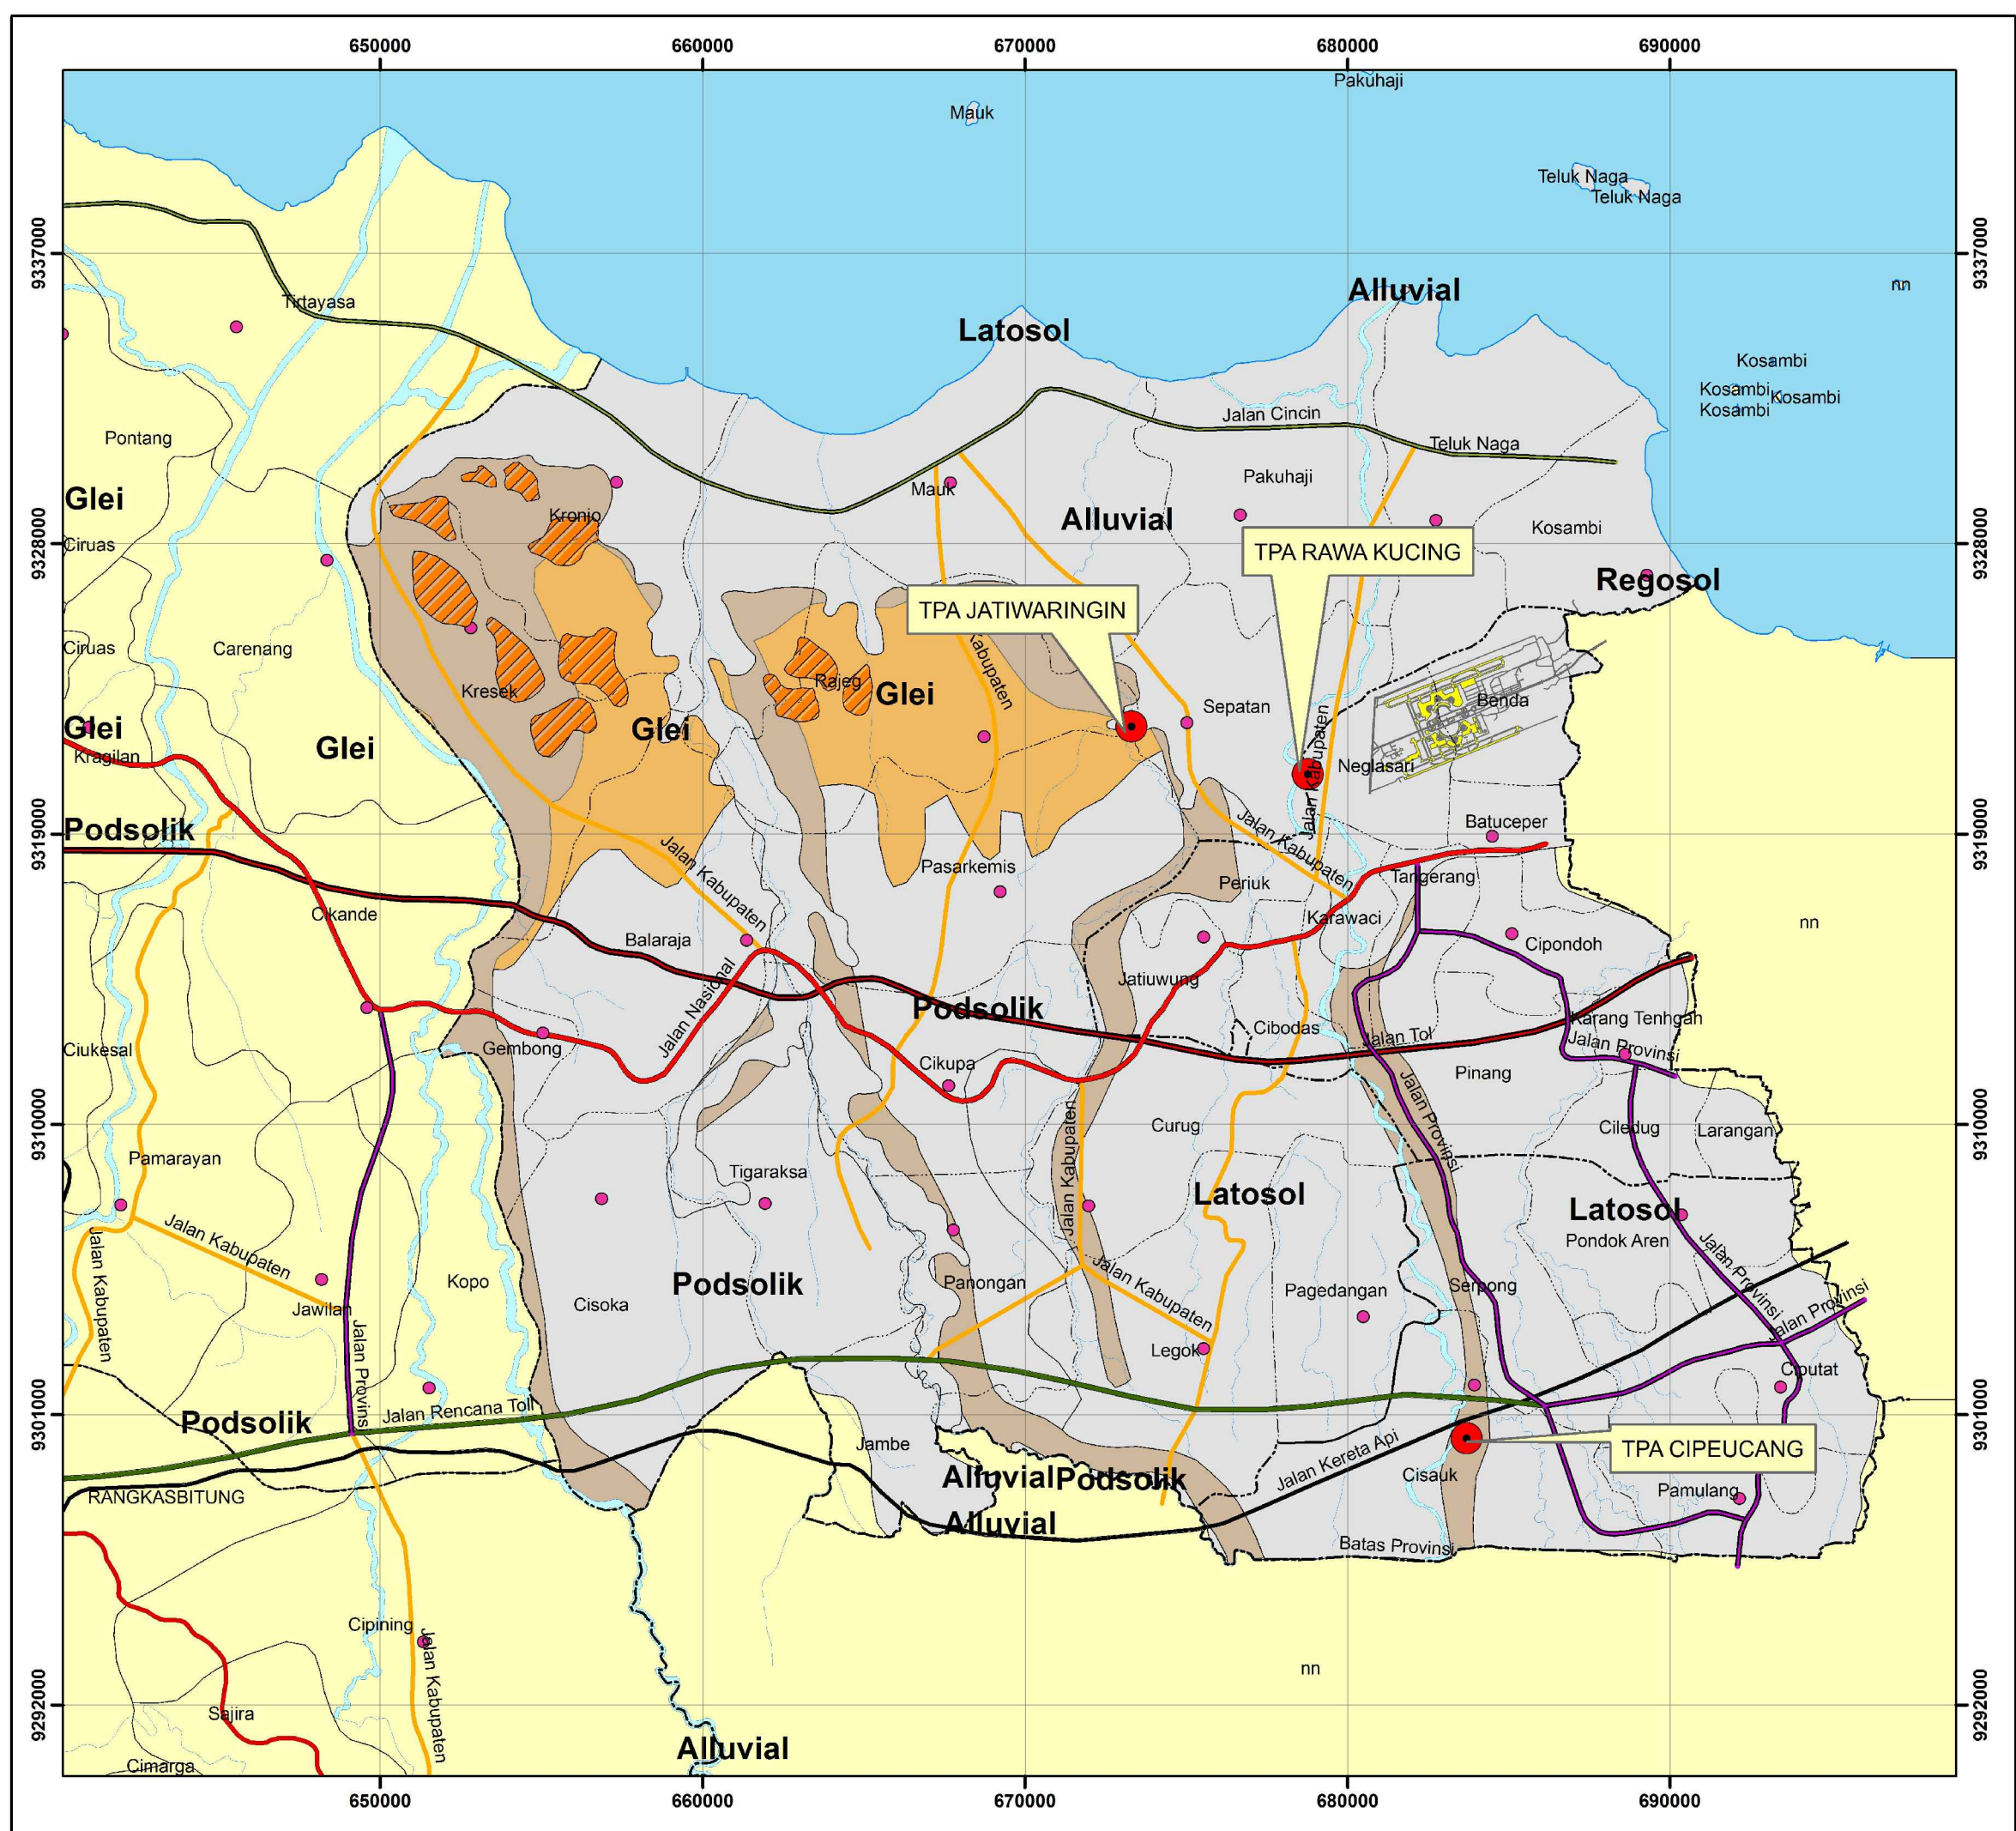 650000
660000
670000
680000
690000
Pakuhaji
Mauk
Teluk Naga
Teluk Naga
9337000
9337000
nn
Alluvial
Tirtayasa
Latosol
Kosambi
Kosambi
Kosambi
Kosambi
Jalan Cincin
Teluk Naga
Pontang
Pakuhaji
Mauk
Glei
Kronjo
Alluvial
Kosambi
Ciruas
9328000
9328000
TPA RAWA KUCING
Regosol
TPA JATIWARINGIN
Ciruas
Carenang
Kabupaten
Rajeg
Kresek
Glei
Benda
Sepatan
Glei
Glei
Glei
Kragilan
Jalan Kabupaten
Neglasari
Podsolik
9319000
9319000
Batuceper
Jalan Kabupaten
Jalan Kabupaten
Pasarkemis
Tangerang
Periuk
Cikande
Karawaci
nn
Balaraja
Cipondoh
Jatiuwung
Jalan Nasional
Podsolik
Karang Tenhgah
Cibodas
Jalan Tol
Jalan Provinsi
Gembong
Ciukesal
Cikupa
Pinang
Jalan Provinsi
9310000
9310000
Curug
Ciledug
Larangan
Pamarayan
Tigaraksa
Jalan Kabupaten
Latosol
Latosol
Jalan Kabupaten
Jalan Kabupaten
Pondok Aren
Kopo
Podsolik
Panongan
Jalan Kabupaten
Pagedangan
Serpong
Jalan Provinsi
Jalan Provinsi
Jawilan
Cisoka
Jalan Provinsi
Legok
Ciputat
9301000
9301000
Podsolik
Jalan Rencana Toll
Jambe
Jalan Kereta Api
TPA CIPEUCANG
Alluvial
Podsolik
Cisauk
RANGKASBITUNG
Pamulang
Alluvial
Batas Provinsi
Cipining
Jalan Kabupaten
nn
9292000
9292000
Sajira
Alluvial
Cimarga
650000
660000
670000
680000
690000